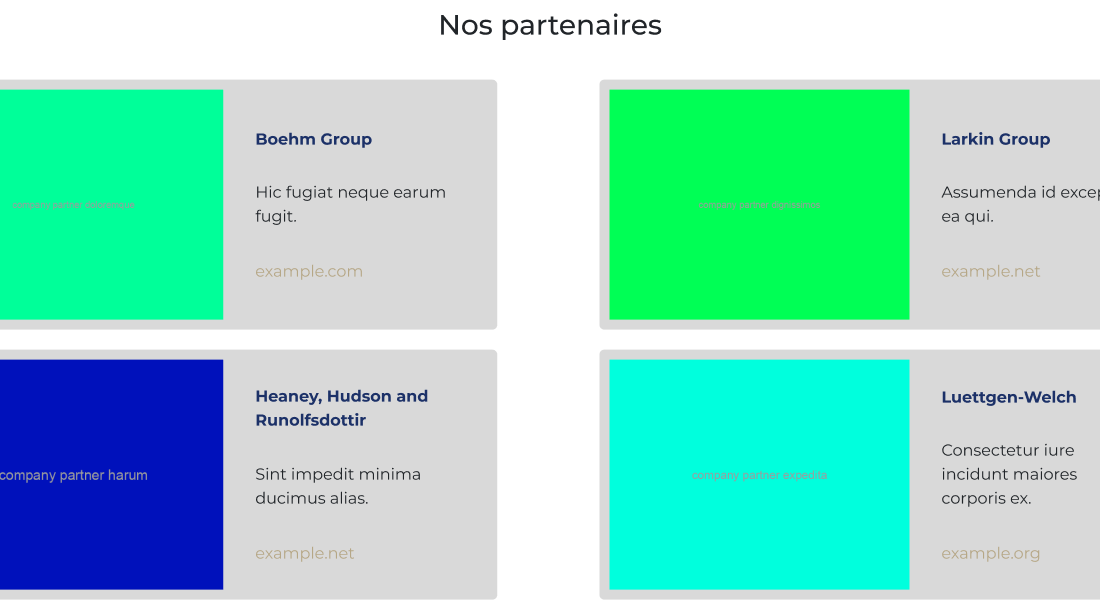 Nos partenaires
Boehm Group
Hic fugiat neque earum
fugit.
example.com
company partner doloremque
Larkin Group
Assumenda id
ea qui.
example.net
company partner
Heaney, Hudson and
Runolfsdottir
Sint impedit minima
ducimus alias.
example.net
company partner harum
Luettgen-Welch
Consectetur iure
incidunt maiores
corporis ex.
example.org
company partner expedita